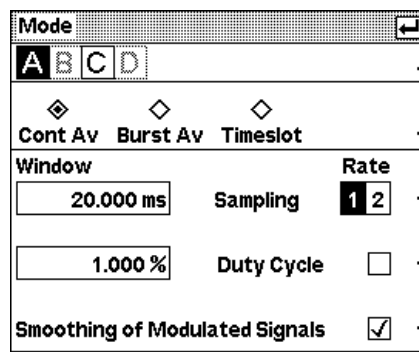 Mode
A B C D
Cont Av Burst Av Timeslot
Window Rate
20.000 ms Sampling 1 2
1.000 % Duty Cycle
Smoothing of Modulated Signals